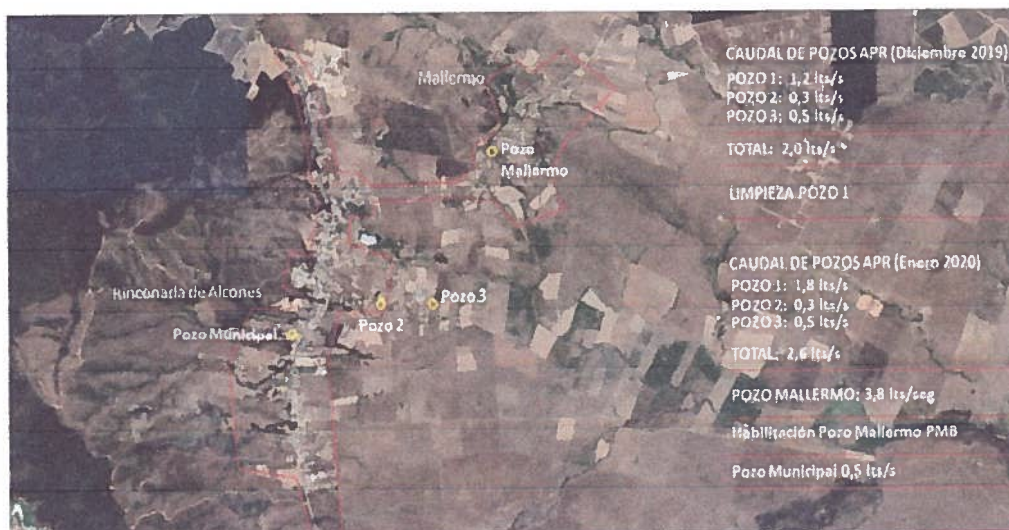 CAUDAL DE POZOS APR (Diciembre 2019)
POZO 1: 1,2 lts/s
POZO 2: 0,3 lts/s
POZO 3: 0,5 lts/s
TOTAL: 2,0 lts/s
LIMPIEZA POZO 1
CAUDAL DE POZOS APR (Enero 2020)
POZO 1: 1,8 lts/s
POZO 2: 0,3 lts/s
POZO 3: 0,5 lts/s
TOTAL: 2,6 lts/s
POZO MALLERMO: 3,8 lts/seg
Habilitación Pozo Mallermo PMB
Pozo Municipal 0,5 lts/s
Mallermo
Pozo
Mallermo
Rinconada de Alcones
Pozo 3
Pozo 2
Pozo Municipal